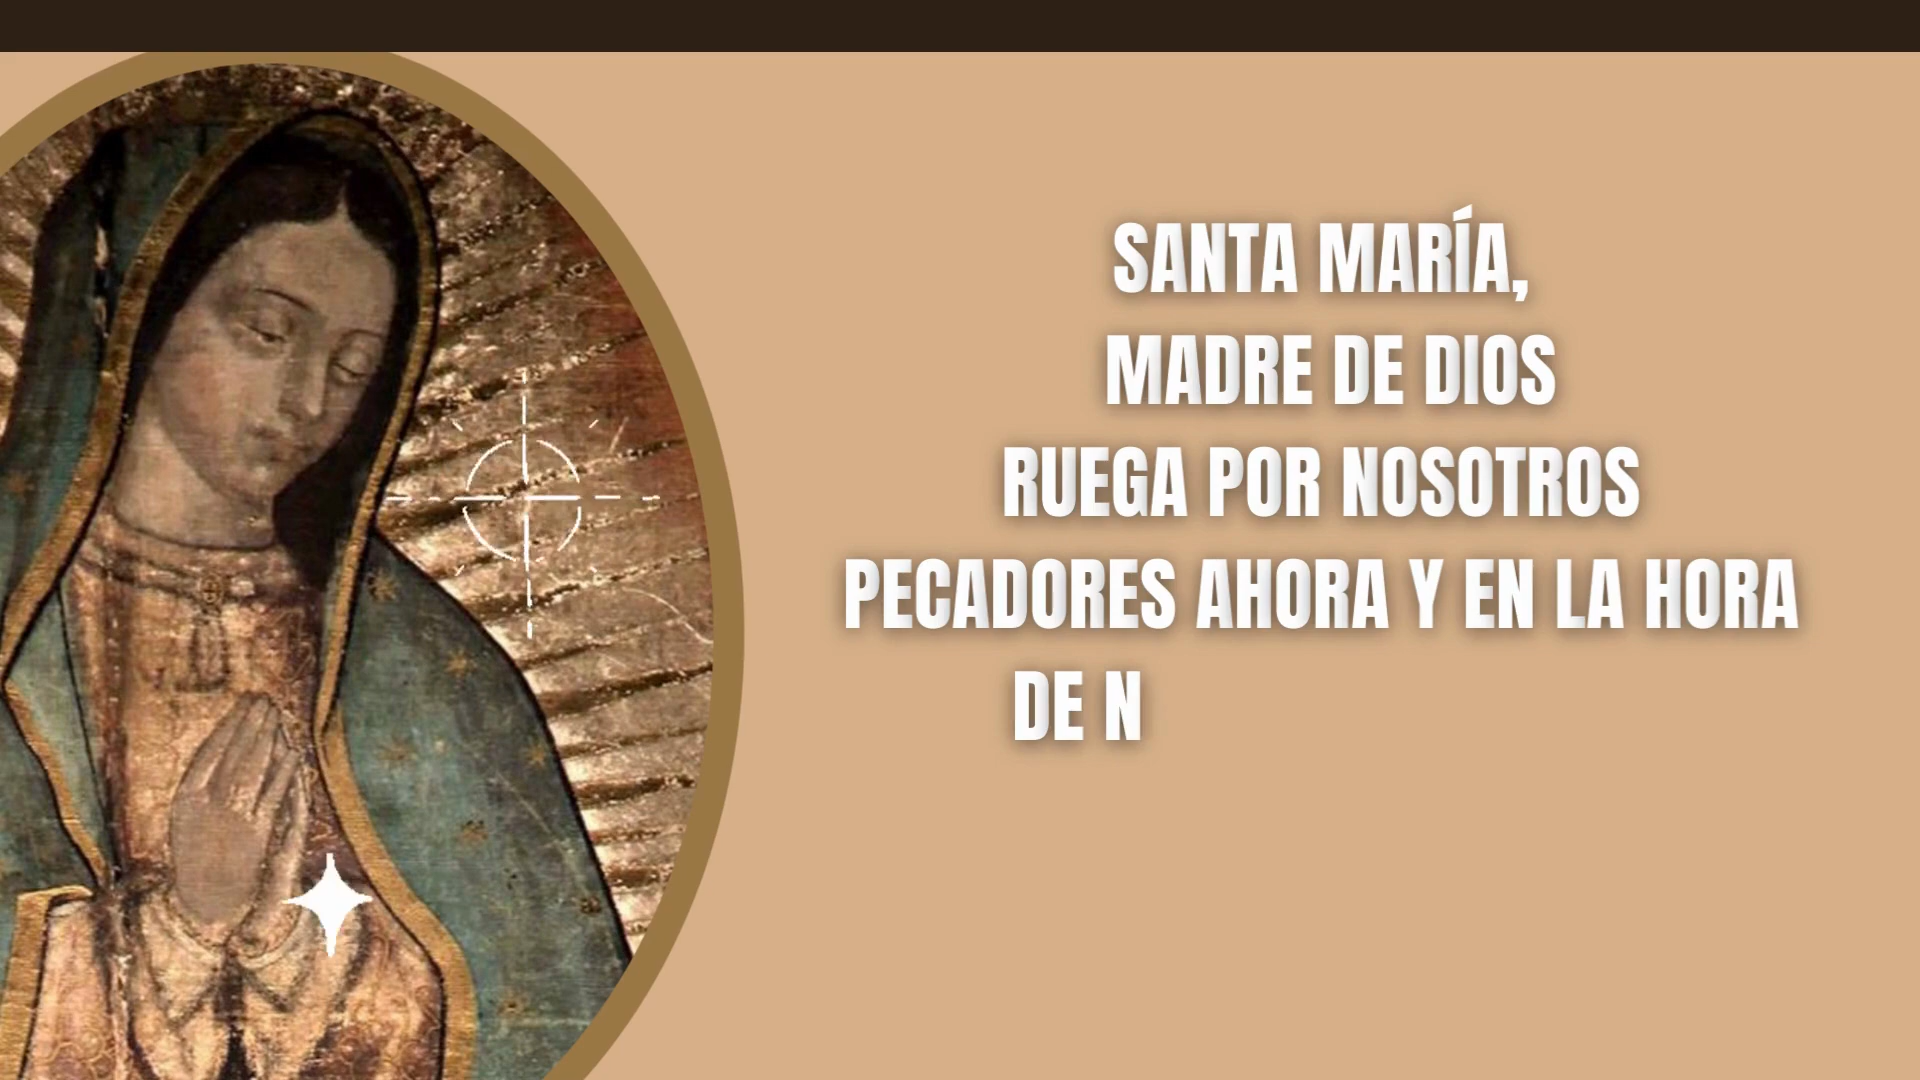 SANTA MARÍA,
MADRE DE DIOS
RUEGA POR NOSOTROS
PECADORES AHORA Y EN LA HORA
DE N